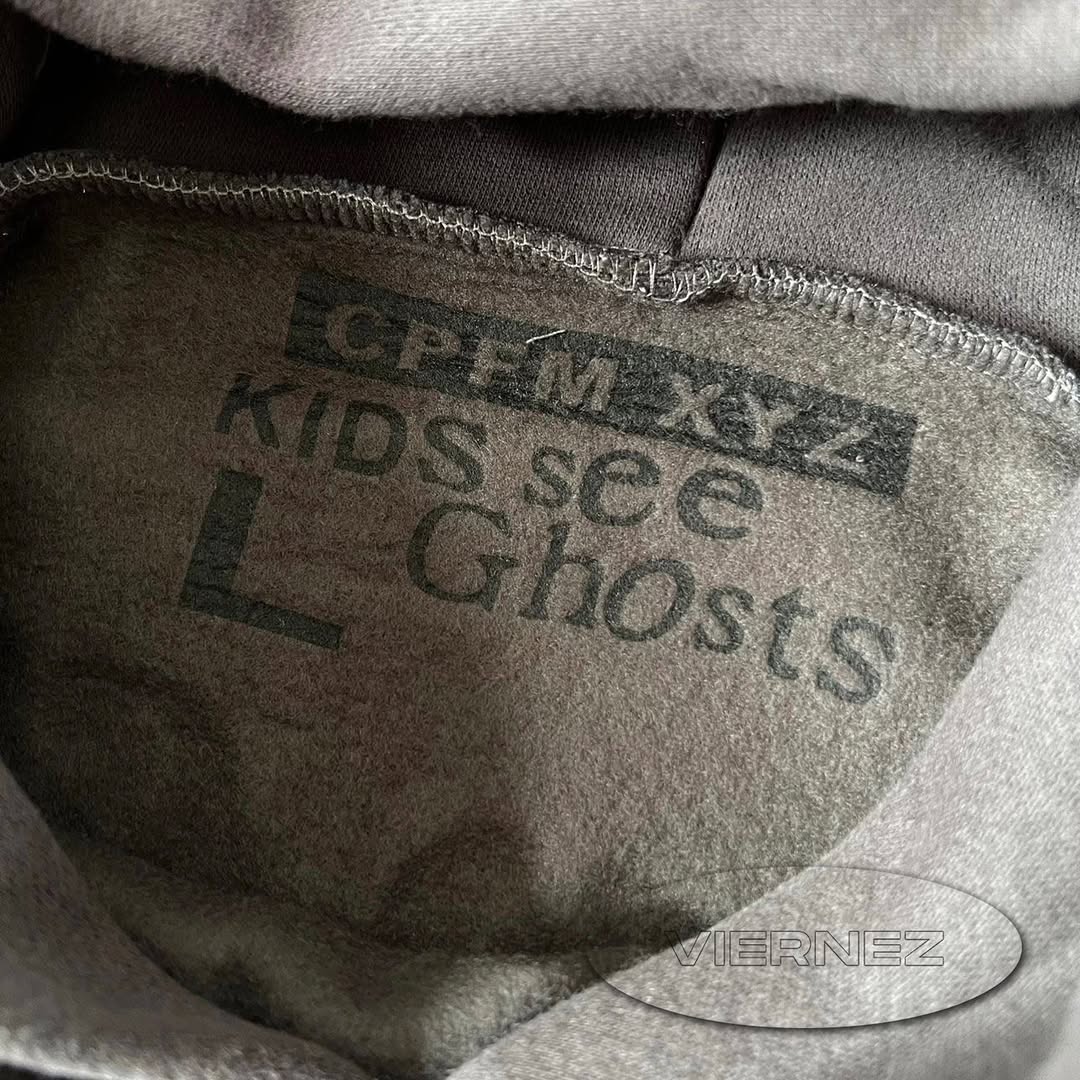 CPFM XYZ
KIDS see
L Ghosts
VIERNEZ